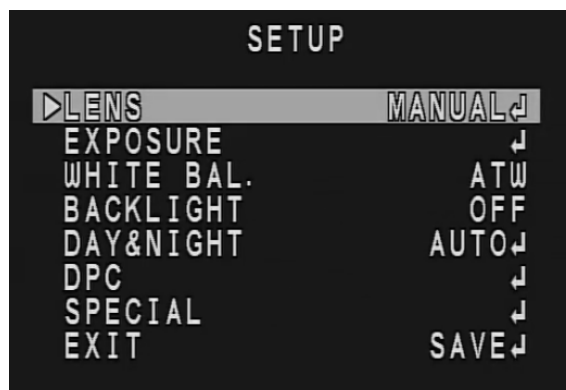 SETUP
▷LENS MANUAL↲
EXPOSURE ↲
WHITE BAL. ATW
BACKLIGHT OFF
DAY&NIGHT AUTO↲
DPC ↲
SPECIAL ↲
EXIT SAVE↲